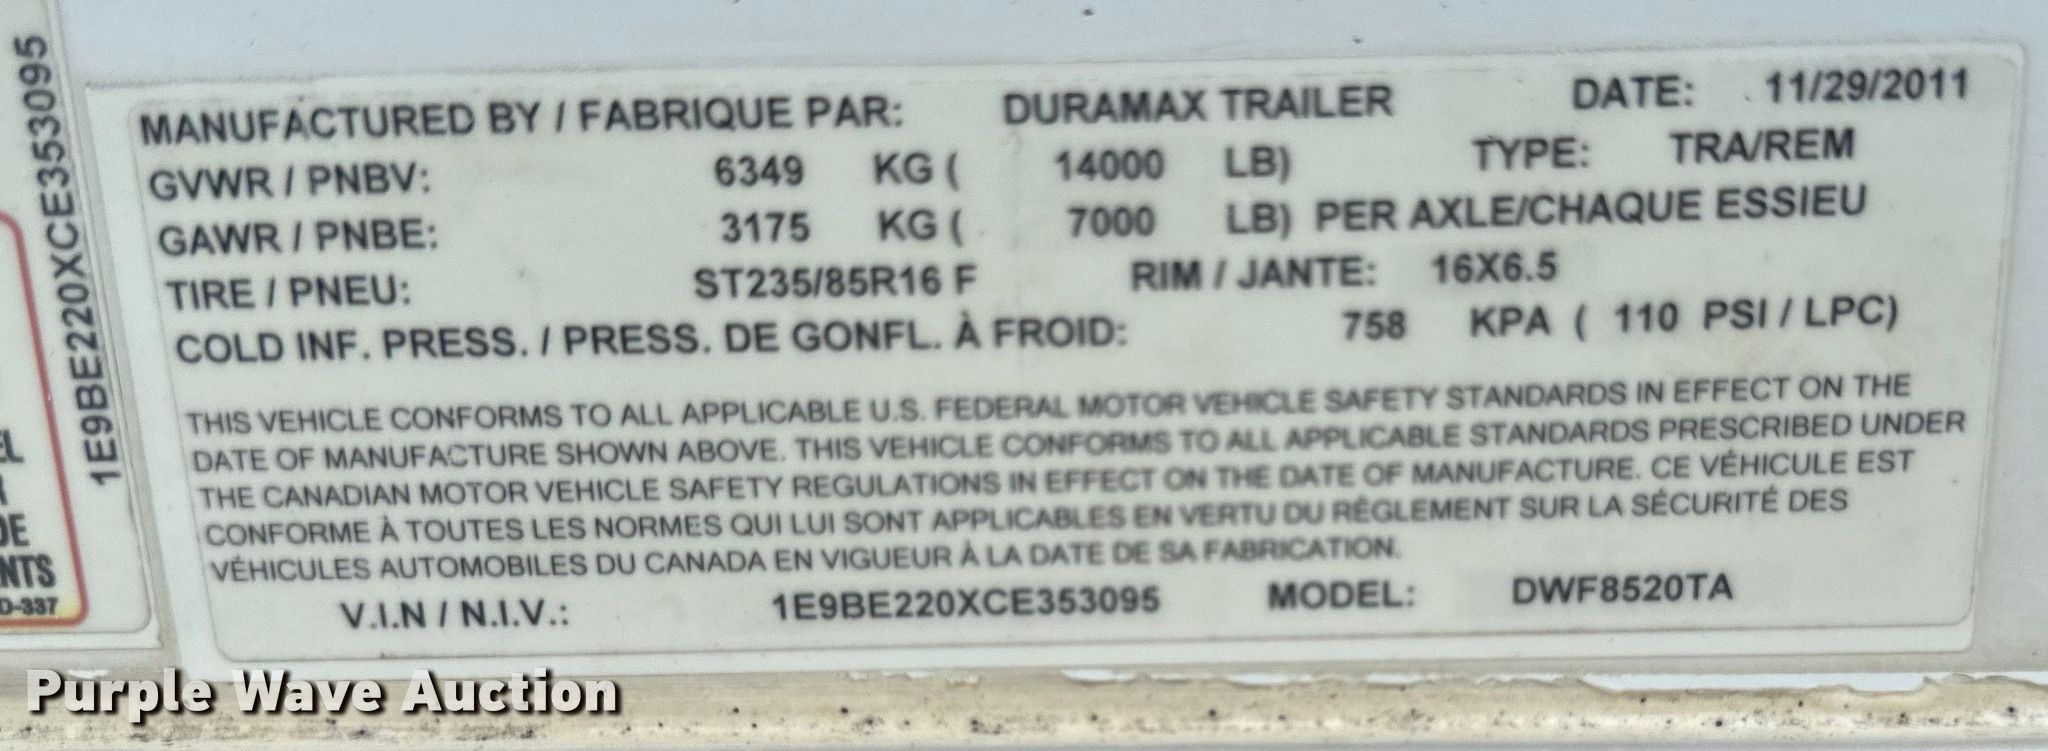 1E9BE220XCE353095
MANUFACTURED BY / FABRIQUE PAR: DURAMAX TRAILER DATE: 11/29/2011
GVWR / PNBV: 6349 KG ( 14000 LB) TYPE: TRA/REM
GAWR / PNBE: 3175 KG ( 7000 LB) PER AXLE/CHAQUE ESSIEU
TIRE / PNEU: ST235/85R16 F RIM / JANTE: 16X6.5
COLD INF. PRESS. / PRESS. DE GONFL. À FROID: 758 KPA ( 110 PSI / LPC)
THIS VEHICLE CONFORMS TO ALL APPLICABLE U.S. FEDERAL MOTOR VEHICLE SAFETY STANDARDS IN EFFECT ON THE
DATE OF MANUFACTURE SHOWN ABOVE. THIS VEHICLE CONFORMS TO ALL APPLICABLE STANDARDS PRESCRIBED UNDER
THE CANADIAN MOTOR VEHICLE SAFETY REGULATIONS IN EFFECT ON THE DATE OF MANUFACTURE. CE VÉHICULE EST
CONFORME À TOUTES LES NORMES QUI LUI SONT APPLICABLES EN VERTU DU RÈGLEMENT SUR LA SÉCURITÉ DES
VÉHICULES AUTOMOBILES DU CANADA EN VIGUEUR À LA DATE DE SA FABRICATION.
V.I.N / N.I.V.: 1E9BE220XCE353095 MODEL: DWF8520TA
DE
NTS
D-337
Purple Wave Auction